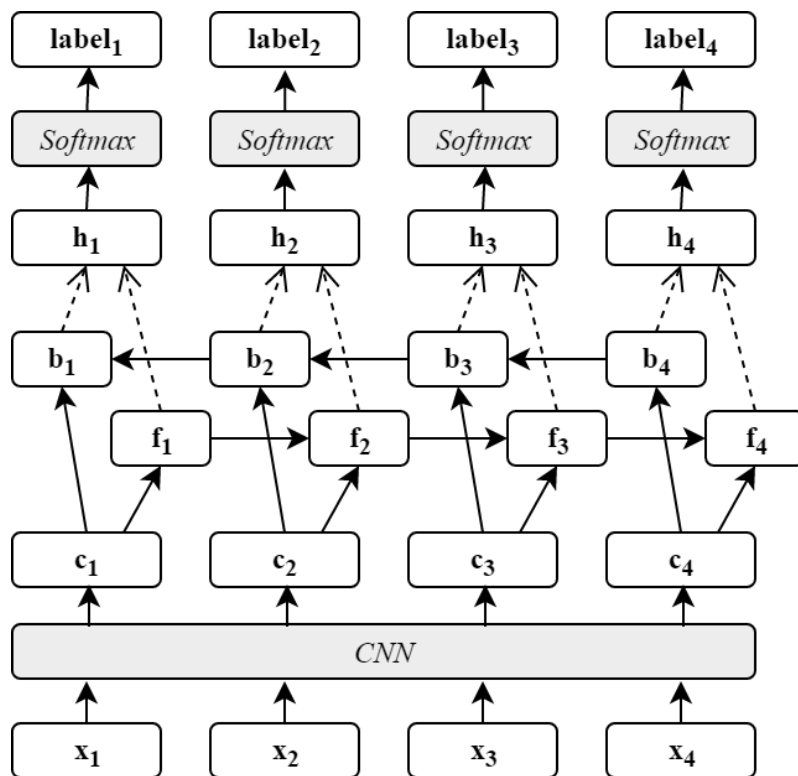 label₁ label₂ label₃ label₄
Softmax Softmax Softmax Softmax
h₁ h₂ h₃ h₄
b₁ b₂ b₃ b₄
f₁ f₂ f₃ f₄
c₁ c₂ c₃ c₄
CNN
x₁ x₂ x₃ x₄